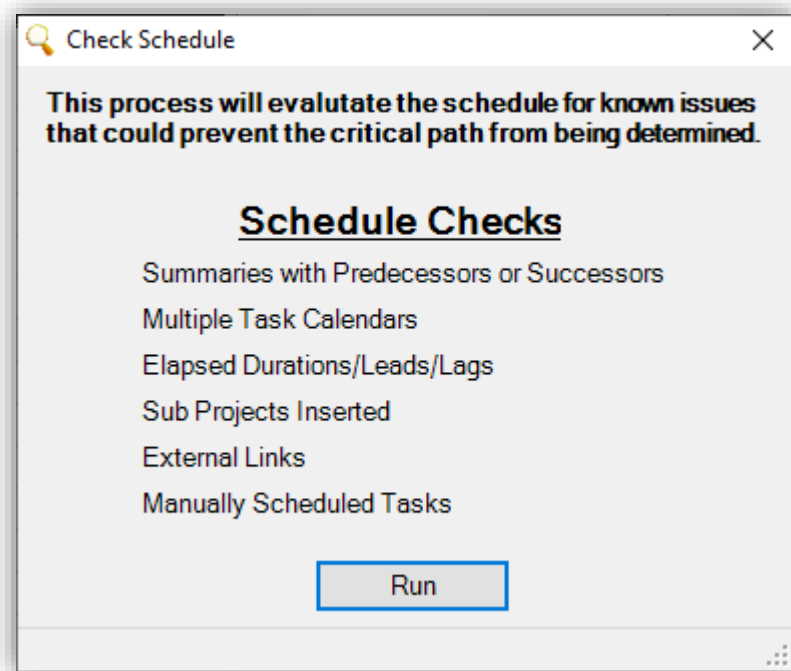 Check Schedule
This process will evalutate the schedule for known issues
that could prevent the critical path from being determined.
Schedule Checks
Summaries with Predecessors or Successors
Multiple Task Calendars
Elapsed Durations/Leads/Lags
Sub Projects Inserted
External Links
Manually Scheduled Tasks
Run